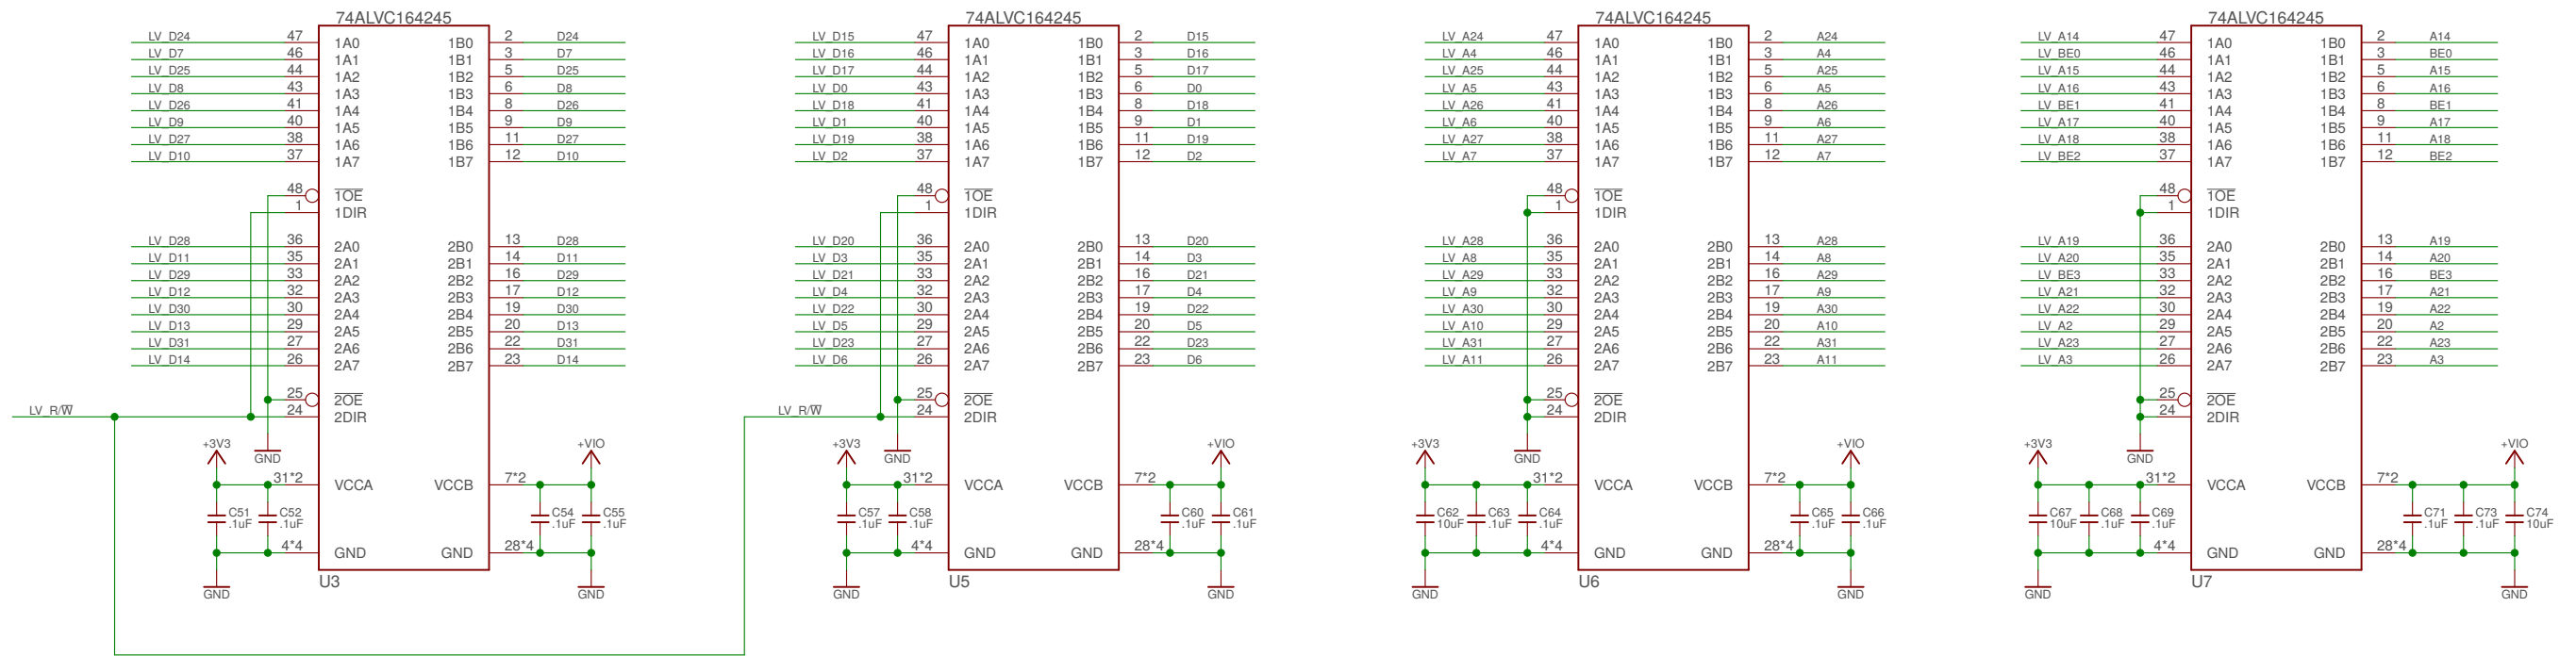 74ALVC164245 74ALVC164245 74ALVC164245 74ALVC164245
LV_D24 47 1A0 1B0 2 D24 LV_D15 47 1A0 1B0 2 D15 LV_A24 47 1A0 1B0 2 A24 LV_A14 47 1A0 1B0 2 A14
LV_D7 46 1A1 1B1 3 D7 LV_D16 46 1A1 1B1 3 D16 LV_A4 46 1A1 1B1 3 A4 LV_BE0 46 1A1 1B1 3 BE0
LV_D25 44 1A2 1B2 5 D25 LV_D17 44 1A2 1B2 5 D17 LV_A25 44 1A2 1B2 5 A25 LV_A15 44 1A2 1B2 5 A15
LV_D8 43 1A3 1B3 6 D8 LV_D0 43 1A3 1B3 6 D0 LV_A5 43 1A3 1B3 6 A5 LV_A16 43 1A3 1B3 6 A16
LV_D26 41 1A4 1B4 8 D26 LV_D18 41 1A4 1B4 8 D18 LV_A26 41 1A4 1B4 8 A26 LV_BE1 41 1A4 1B4 8 BE1
LV_D9 40 1A5 1B5 9 D9 LV_D1 40 1A5 1B5 9 D1 LV_A6 40 1A5 1B5 9 A6 LV_A17 40 1A5 1B5 9 A17
LV_D27 38 1A6 1B6 11 D27 LV_D19 38 1A6 1B6 11 D19 LV_A27 38 1A6 1B6 11 A27 LV_A18 38 1A6 1B6 11 A18
LV_D10 37 1A7 1B7 12 D10 LV_D2 37 1A7 1B7 12 D2 LV_A7 37 1A7 1B7 12 A7 LV_BE2 37 1A7 1B7 12 BE2
48 1OE 48 1OE 48 1OE 48 1OE
1 1DIR 1 1DIR 1 1DIR 1 1DIR
LV_D28 36 2A0 2B0 13 D28 LV_D20 36 2A0 2B0 13 D20 LV_A28 36 2A0 2B0 13 A28 LV_A19 36 2A0 2B0 13 A19
LV_D11 35 2A1 2B1 14 D11 LV_D3 35 2A1 2B1 14 D3 LV_A8 35 2A1 2B1 14 A8 LV_A20 35 2A1 2B1 14 A20
LV_D29 33 2A2 2B2 16 D29 LV_D21 33 2A2 2B2 16 D21 LV_A29 33 2A2 2B2 16 A29 LV_BE3 33 2A2 2B2 16 BE3
LV_D12 32 2A3 2B3 17 D12 LV_D4 32 2A3 2B3 17 D4 LV_A9 32 2A3 2B3 17 A9 LV_A21 32 2A3 2B3 17 A21
LV_D30 30 2A4 2B4 19 D30 LV_D22 30 2A4 2B4 19 D22 LV_A30 30 2A4 2B4 19 A30 LV_A22 30 2A4 2B4 19 A22
LV_D13 29 2A5 2B5 20 D13 LV_D5 29 2A5 2B5 20 D5 LV_A10 29 2A5 2B5 20 A10 LV_A2 29 2A5 2B5 20 A2
LV_D31 27 2A6 2B6 22 D31 LV_D23 27 2A6 2B6 22 D23 LV_A31 27 2A6 2B6 22 A31 LV_A23 27 2A6 2B6 22 A23
LV_D14 26 2A7 2B7 23 D14 LV_D6 26 2A7 2B7 23 D6 LV_A11 26 2A7 2B7 23 A11 LV_A3 26 2A7 2B7 23 A3
25 2OE 25 2OE 25 2OE 25 2OE
LV_R/W 24 2DIR LV_R/W 24 2DIR 24 2DIR 24 2DIR
+3V3 GND +VIO +3V3 GND +VIO +3V3 GND +VIO +3V3 GND +VIO
31*2 VCCA VCCB 7*2 31*2 VCCA VCCB 7*2 31*2 VCCA VCCB 7*2 31*2 VCCA VCCB 7*2
C51 C52 C54 C55 C57 C58 C60 C61 C62 C63 C64 C65 C66 C67 C68 C69 C71 C73 C74
.1uF .1uF .1uF .1uF .1uF .1uF .1uF .1uF 10uF .1uF .1uF .1uF .1uF 10uF .1uF .1uF .1uF .1uF 10uF
4*4 GND GND 28*4 4*4 GND GND 28*4 4*4 GND GND 28*4 4*4 GND GND 28*4
U3 U5 U6 U7
GND GND GND GND GND GND GND GND